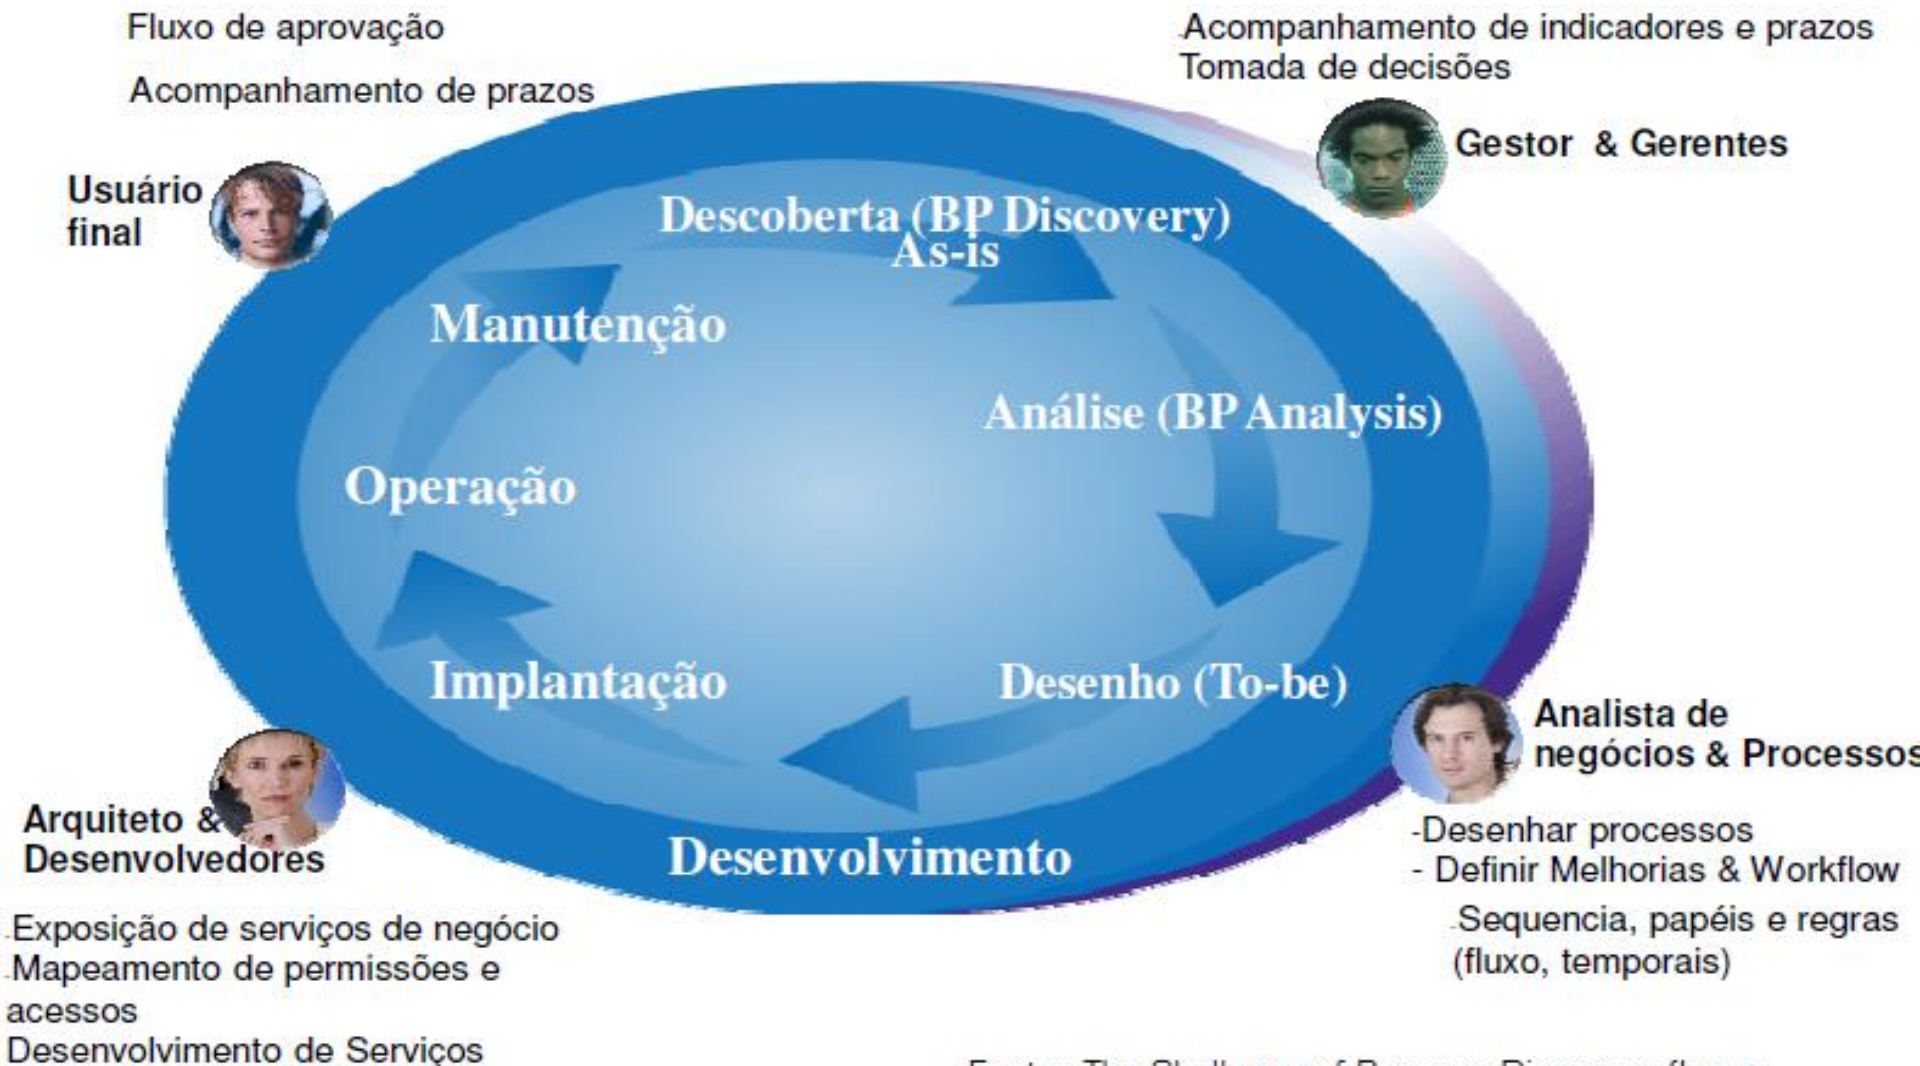 Fluxo de aprovação
Acompanhamento de prazos
-Acompanhamento de indicadores e prazos
Tomada de decisões
Gestor & Gerentes
Usuário
final
Descoberta (BP Discovery)
As-is
Manutenção
Análise (BP Analysis)
Operação
Implantação
Desenho (To-be)
Desenvolvimento
Analista de
negócios & Processos
-Desenhar processos
- Definir Melhorias & Workflow
-Sequencia, papéis e regras
(fluxo, temporais)
Arquiteto &
Desenvolvedores
-Exposição de serviços de negócio
-Mapeamento de permissões e
acessos
Desenvolvimento de Serviços